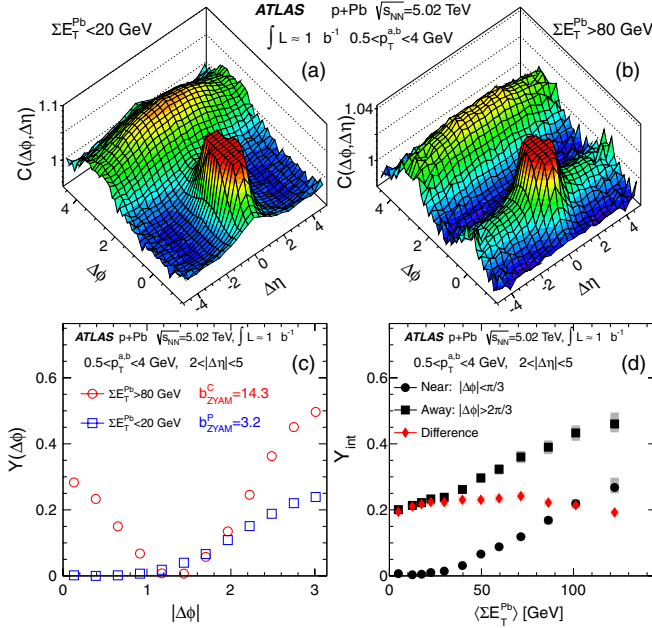 ΣE_T^Pb<20 GeV
ATLAS p+Pb √s_NN=5.02 TeV
ΣE_T^Pb>80 GeV
∫L ≈ 1 b⁻¹ 0.5<p_T^a,b<4 GeV
(a)
(b)
C(Δϕ,Δη)
1.1
1
4
2
0
Δϕ
-4
-2
0
2
4
Δη
C(Δϕ,Δη)
1.04
1
4
2
0
Δϕ
-4
-2
0
2
4
Δη
ATLAS p+Pb √s_NN=5.02 TeV, ∫L ≈ 1 b⁻¹
0.5<p_T^a,b<4 GeV, 2<|Δη|<5
(c)
ΣE_T^Pb>80 GeV b_ZYAM^C=14.3
ΣE_T^Pb<20 GeV b_ZYAM^P=3.2
Y(Δϕ)
0.6
0.4
0.2
0
0
1
2
3
|Δϕ|
ATLAS p+Pb √s_NN=5.02 TeV, ∫L ≈ 1 b⁻¹
0.5<p_T^a,b<4 GeV, 2<|Δη|<5
(d)
Near: |Δϕ|<π/3
Away: |Δϕ|>2π/3
Difference
Y_int
0.6
0.4
0.2
0
0
50
100
⟨ΣE_T^Pb⟩ [GeV]